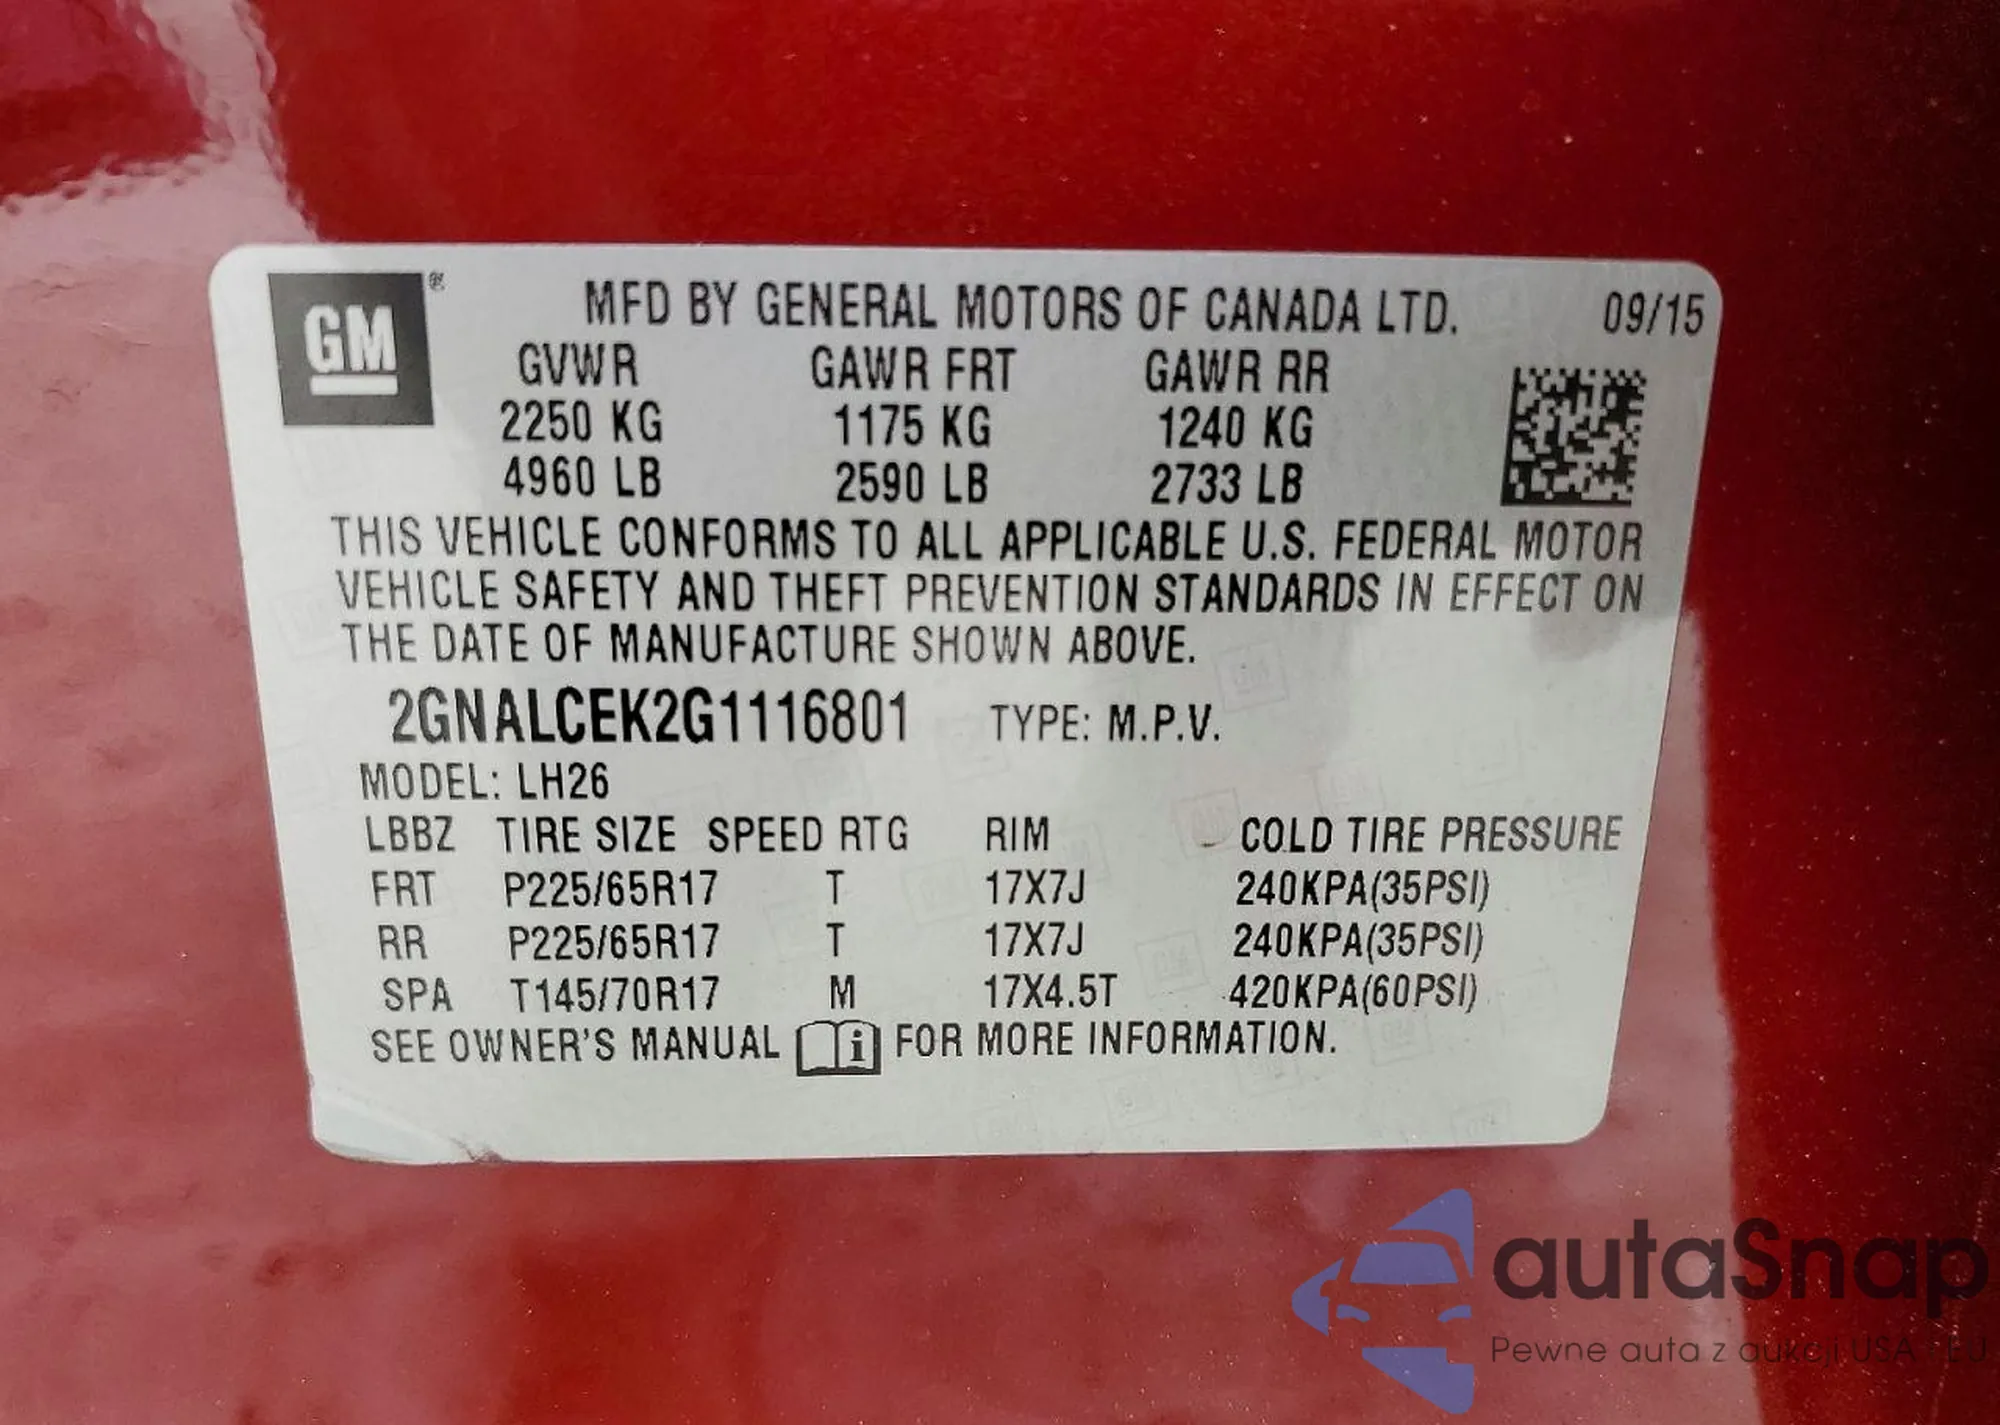 GM®
MFD BY GENERAL MOTORS OF CANADA LTD. 09/15
GVWR GAWR FRT GAWR RR
2250 KG 1175 KG 1240 KG
4960 LB 2590 LB 2733 LB
THIS VEHICLE CONFORMS TO ALL APPLICABLE U.S. FEDERAL MOTOR
VEHICLE SAFETY AND THEFT PREVENTION STANDARDS IN EFFECT ON
THE DATE OF MANUFACTURE SHOWN ABOVE.
2GNALCEK2G1116801 TYPE: M.P.V.
MODEL: LH26
LBBZ TIRE SIZE SPEED RTG RIM COLD TIRE PRESSURE
FRT P225/65R17 T 17X7J 240KPA(35PSI)
RR P225/65R17 T 17X7J 240KPA(35PSI)
SPA T145/70R17 M 17X4.5T 420KPA(60PSI)
SEE OWNER'S MANUAL i FOR MORE INFORMATION.
autaSnap
Pewne auta z aukcji USA - EU